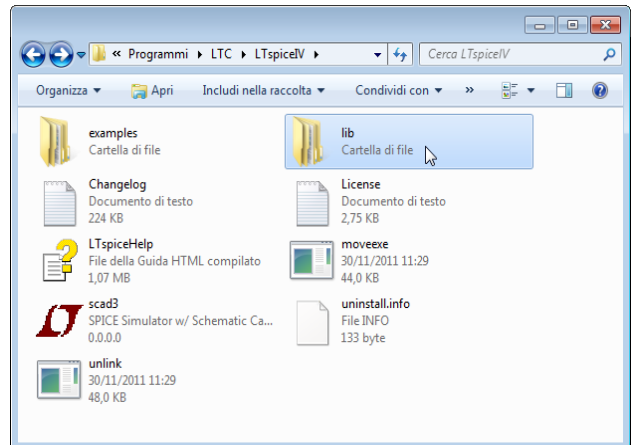 « Programmi ▸ LTC ▸ LTspiceIV ▸
Cerca LTspiceIV
Organizza
Apri
Includi nella raccolta
Condividi con
»
examples
Cartella di file
lib
Cartella di file
Changelog
Documento di testo
224 KB
License
Documento di testo
2,75 KB
LTspiceHelp
File della Guida HTML compilato
1,07 MB
moveexe
30/11/2011 11:29
44,0 KB
scad3
SPICE Simulator w/ Schematic Ca...
0.0.0.0
uninstall.info
File INFO
133 byte
unlink
30/11/2011 11:29
48,0 KB